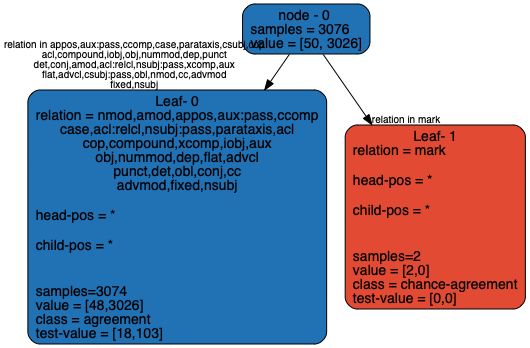 node - 0
samples = 3076
value = [50, 3026]
relation in appos,aux:pass,ccomp,case,parataxis,csubj,cop
acl,compound,iobj,obj,nummod,dep,punct
det,conj,amod,acl:relcl,nsubj:pass,xcomp,aux
flat,advcl,csubj:pass,obl,nmod,cc,advmod
fixed,nsubj
relation in mark
Leaf- 0
relation = nmod,amod,appos,aux:pass,ccomp
case,acl:relcl,nsubj:pass,parataxis,acl
cop,compound,xcomp,iobj,aux
obj,nummod,dep,flat,advcl
punct,det,obl,conj,cc
advmod,fixed,nsubj
head-pos = *
child-pos = *
samples=3074
value = [48,3026]
class = agreement
test-value = [18,103]
Leaf- 1
relation = mark
head-pos = *
child-pos = *
samples=2
value = [2,0]
class = chance-agreement
test-value = [0,0]